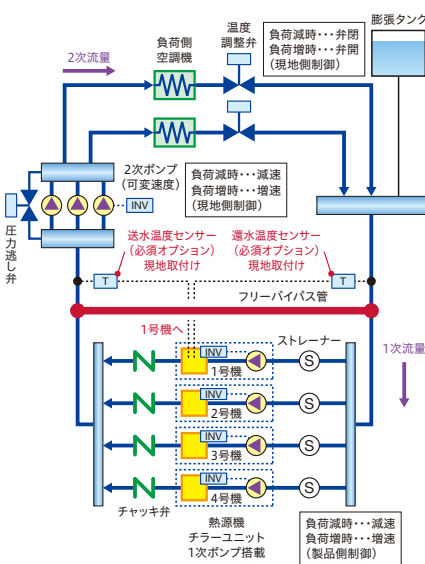 膨張タンク
温度
調整弁
負荷側
空調機
2次流量
負荷減時･･･弁閉
負荷増時･･･弁開
(現地側制御)
2次ポンプ
(可変速度)
INV
負荷減時･･･減速
負荷増時･･･増速
(現地側制御)
圧力逃し弁
送水温度センサー
(必須オプション)
現地取付け
還水温度センサー
(必須オプション)
現地取付け
T
T
フリーバイパス管
1号機へ
ストレーナー
1次流量
INV
1号機
S
INV
2号機
S
INV
3号機
S
INV
4号機
S
チャッキ弁
熱源機
チラーユニット
1次ポンプ搭載
負荷減時･･･減速
負荷増時･･･増速
(製品側制御)